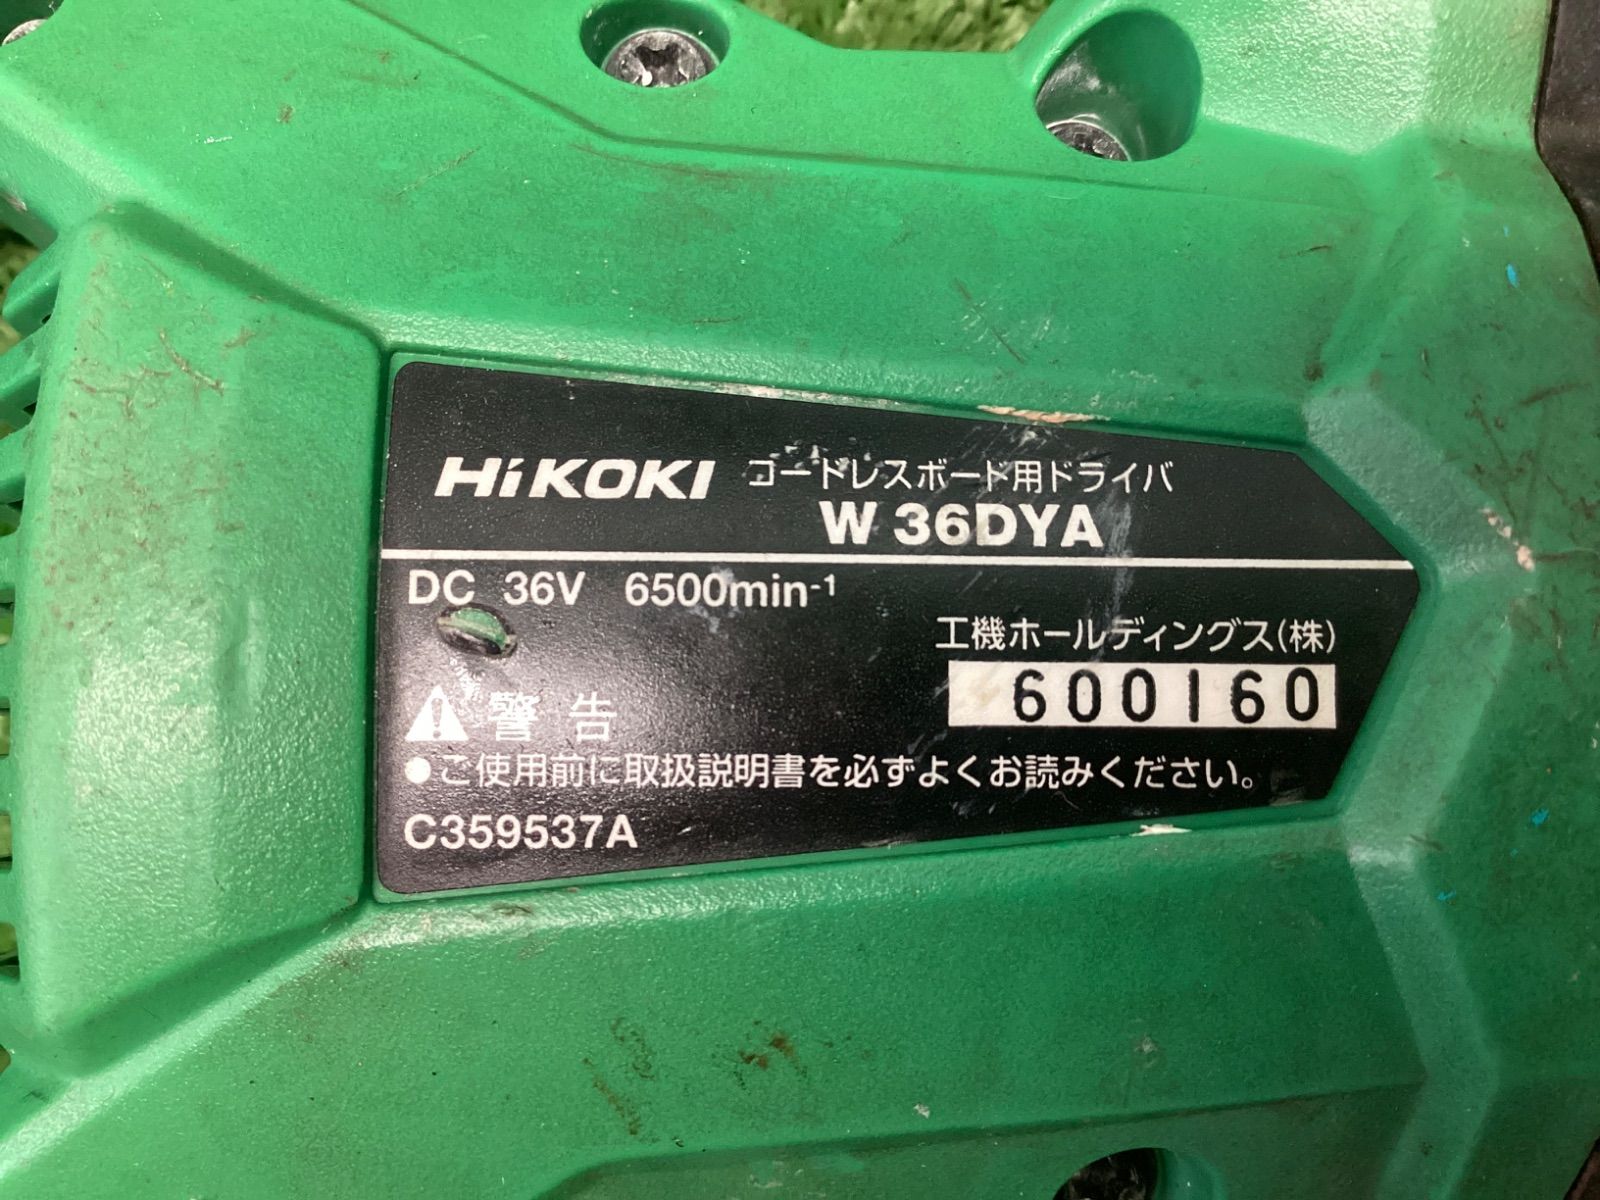 HiKOKI コードレスボード用ドライバ
W 36DYA
DC 36V 6500min-1
工機ホールディングス(株)
600160
警告
●ご使用前に取扱説明書を必ずよくお読みください。
C359537A